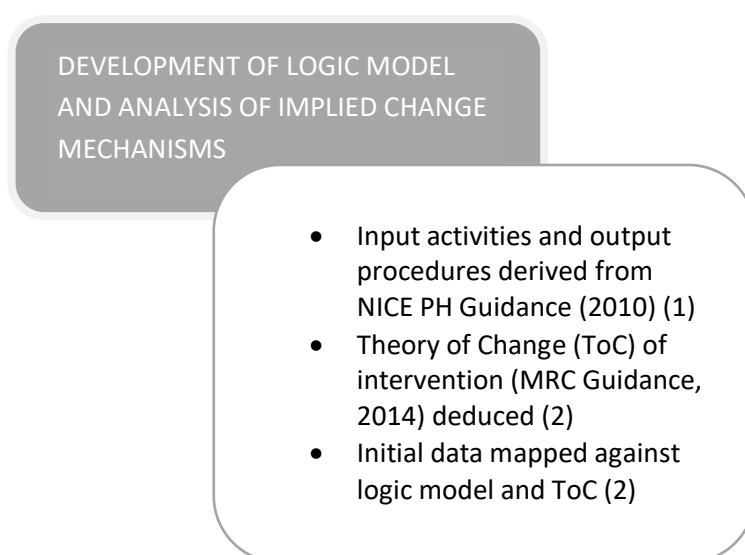 DEVELOPMENT OF LOGIC MODEL
AND ANALYSIS OF IMPLIED CHANGE
MECHANISMS
• Input activities and output
procedures derived from
NICE PH Guidance (2010) (1)
• Theory of Change (ToC) of
intervention (MRC Guidance,
2014) deduced (2)
• Initial data mapped against
logic model and ToC (2)